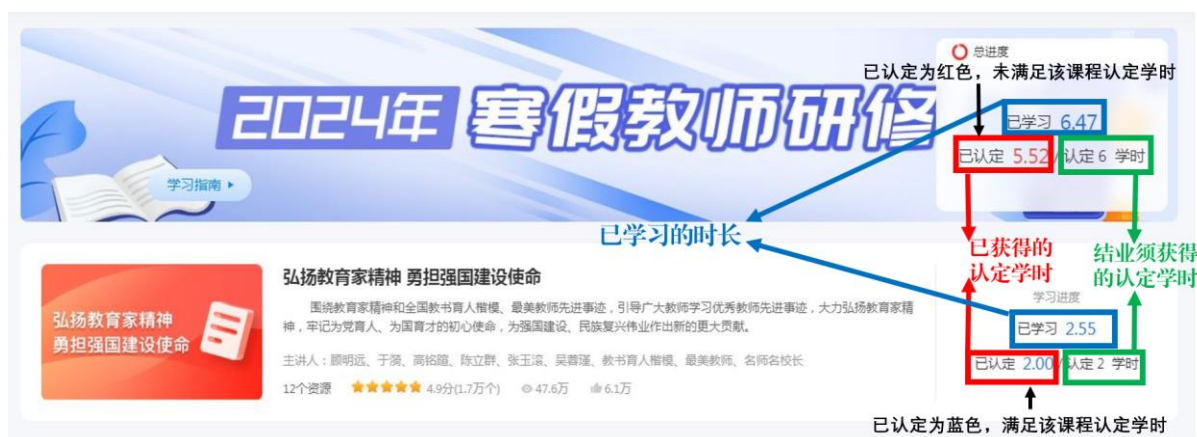 总进度
已认定为红色，未满足该课程认定学时
2024年 寒假教师研修
已学习 6.47
已认定 5.52/认定 6 学时
学习指南
已学习的时长
已获得的
认定学时
结业须获得
的认定学时
弘扬教育家精神
勇担强国建设使命
弘扬教育家精神 勇担强国建设使命
围绕教育家精神和全国教书育人楷模、最美教师先进事迹，引导广大教师学习优秀教师先进事迹，大力弘扬教育家精
神，牢记为党育人、为国育才的初心使命，为强国建设、民族复兴伟业作出新的更大贡献。
主讲人：顾明远、于漪、高铭暄、陈立群、张玉滚、吴蓉瑾、教书育人楷模、最美教师、名师名校长
12个资源 4.9分(1.7万个) 47.6万 6.1万
学习进度
已学习 2.55
已认定 2.00/认定 2 学时
已认定为蓝色，满足该课程认定学时